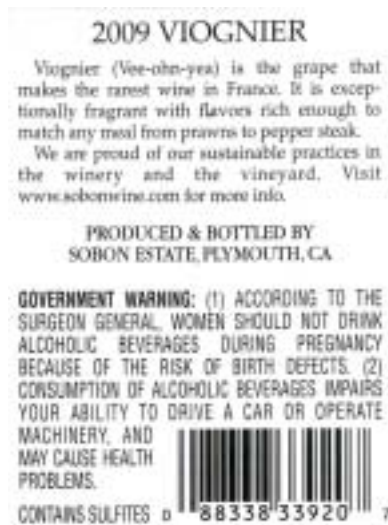 2009 VIOGNIER
Viognier (Vee-ohn-yea) is the grape that
makes the rarest wine in France. It is excep-
tionally fragrant with flavors rich enough to
match any meal from prawns to pepper steak.
We are proud of our sustainable practices in
the winery and the vineyard. Visit
www.sobonwine.com for more info.
PRODUCED & BOTTLED BY
SOBON ESTATE, PLYMOUTH, CA
GOVERNMENT WARNING: (1) ACCORDING TO THE
SURGEON GENERAL, WOMEN SHOULD NOT DRINK
ALCOHOLIC BEVERAGES DURING PREGNANCY
BECAUSE OF THE RISK OF BIRTH DEFECTS. (2)
CONSUMPTION OF ALCOHOLIC BEVERAGES IMPAIRS
YOUR ABILITY TO DRIVE A CAR OR OPERATE
MACHINERY, AND
MAY CAUSE HEALTH
PROBLEMS.
CONTAINS SULFITES 0 88338 33920 7